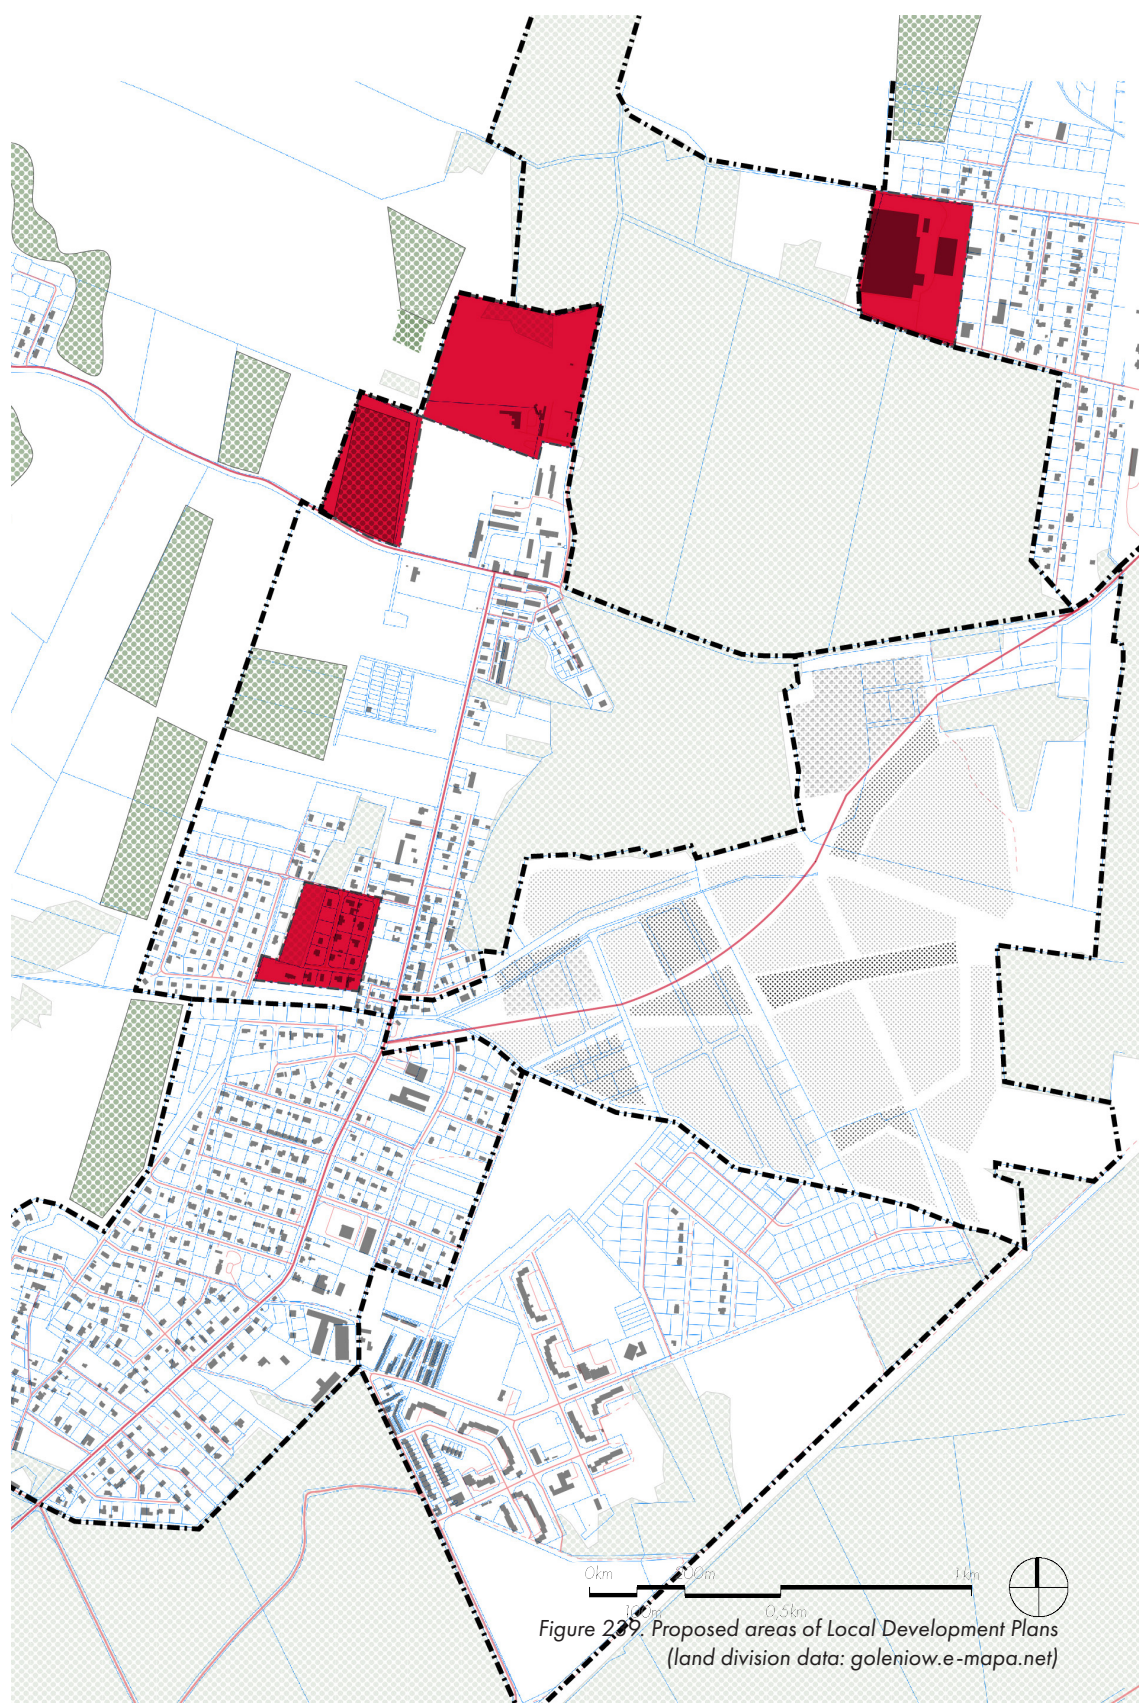 0km 200m 1km
100m 0,5km
Figure 239. Proposed areas of Local Development Plans
(land division data: goleniow.e-mapa.net)